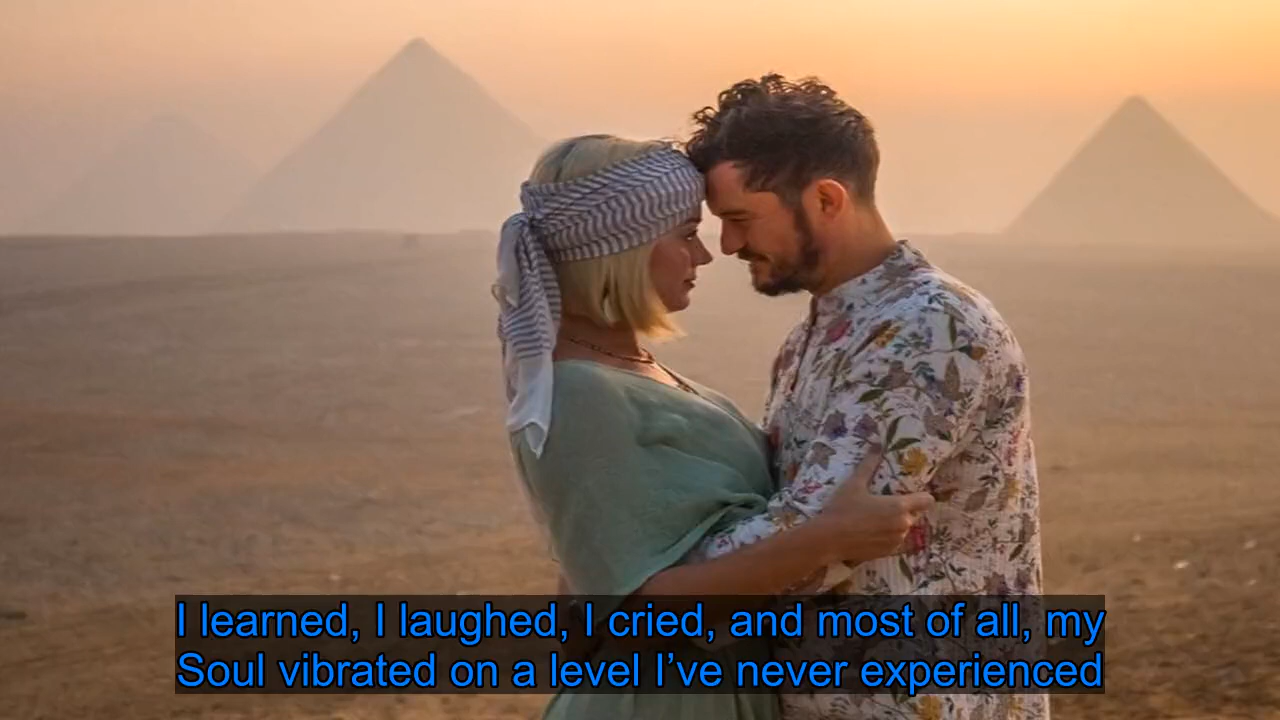 I learned, I laughed, I cried, and most of all, my
Soul vibrated on a level I’ve never experienced